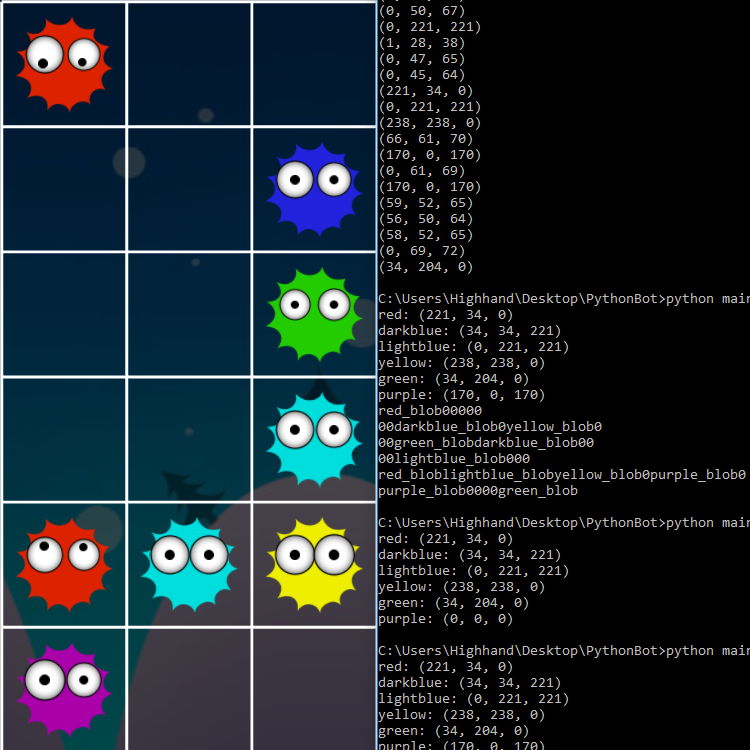 (0, 50, 67)
(0, 221, 221)
(1, 28, 38)
(0, 47, 65)
(0, 45, 64)
(221, 34, 0)
(0, 221, 221)
(238, 238, 0)
(66, 61, 70)
(170, 0, 170)
(0, 61, 69)
(170, 0, 170)
(59, 52, 65)
(56, 50, 64)
(58, 52, 65)
(0, 69, 72)
(34, 204, 0)
C:\Users\Highhand\Desktop\PythonBot>python main
red: (221, 34, 0)
darkblue: (34, 34, 221)
lightblue: (0, 221, 221)
yellow: (238, 238, 0)
green: (34, 204, 0)
purple: (170, 0, 170)
red_blob00000
00darkblue_blob0yellow_blob0
00green_blobdarkblue_blob00
00lightblue_blob000
red_bloblightblue_blobyellow_blob0purple_blob0
purple_blob0000green_blob
C:\Users\Highhand\Desktop\PythonBot>python main
red: (221, 34, 0)
darkblue: (34, 34, 221)
lightblue: (0, 221, 221)
yellow: (238, 238, 0)
green: (34, 204, 0)
purple: (0, 0, 0)
C:\Users\Highhand\Desktop\PythonBot>python main
red: (221, 34, 0)
darkblue: (34, 34, 221)
lightblue: (0, 221, 221)
yellow: (238, 238, 0)
green: (34, 204, 0)
purple: (170, 0, 170)